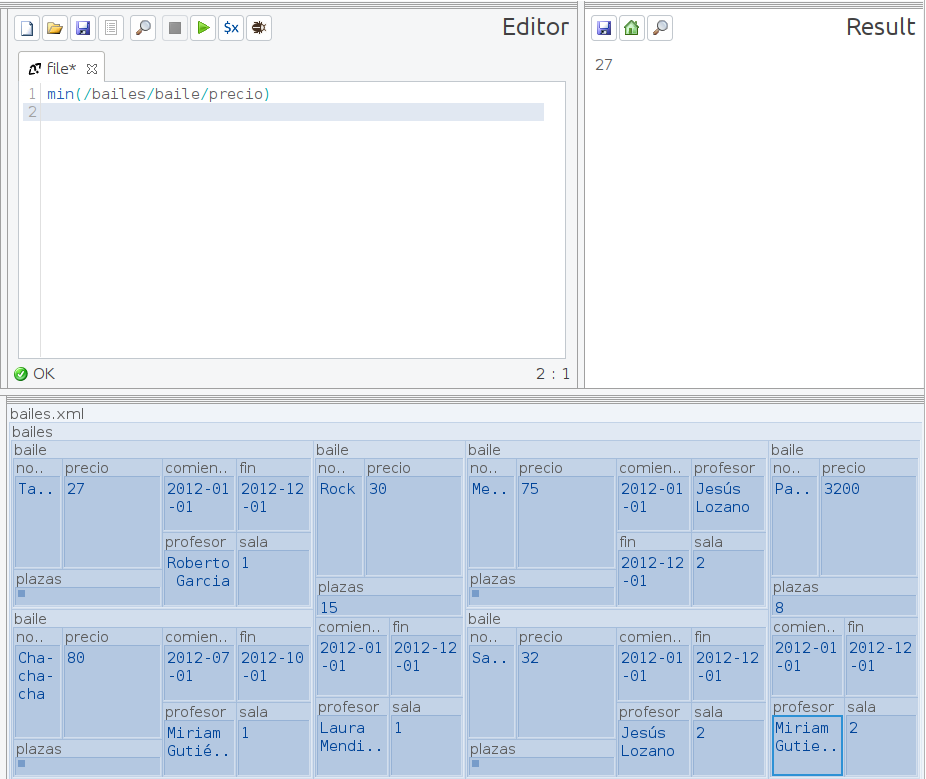 Editor
Result
$x
file*
1 min(/bailes/baile/precio)
2
27
OK
2 : 1
bailes.xml
bailes
baile
no..
precio
comien..
fin
Ta..
27
2012-01
-01
2012-12
-01
profesor
sala
Roberto
Garcia
1
plazas
baile
no..
precio
comien..
fin
Cha-
cha-
cha
80
2012-07
-01
2012-10
-01
profesor
sala
Miriam
Gutié..
1
plazas
baile
no..
precio
Rock
30
plazas
15
comien..
fin
2012-01
-01
2012-12
-01
profesor
sala
Laura
Mendi..
1
baile
no..
precio
comien..
profesor
Me..
75
2012-01
-01
Jesús
Lozano
fin
sala
2012-12
-01
2
plazas
baile
no..
precio
comien..
fin
Sa..
32
2012-01
-01
2012-12
-01
profesor
sala
Jesús
Lozano
2
plazas
baile
no..
precio
Pa..
3200
plazas
8
comien..
fin
2012-01
-01
2012-12
-01
profesor
sala
Miriam
Gutie..
2